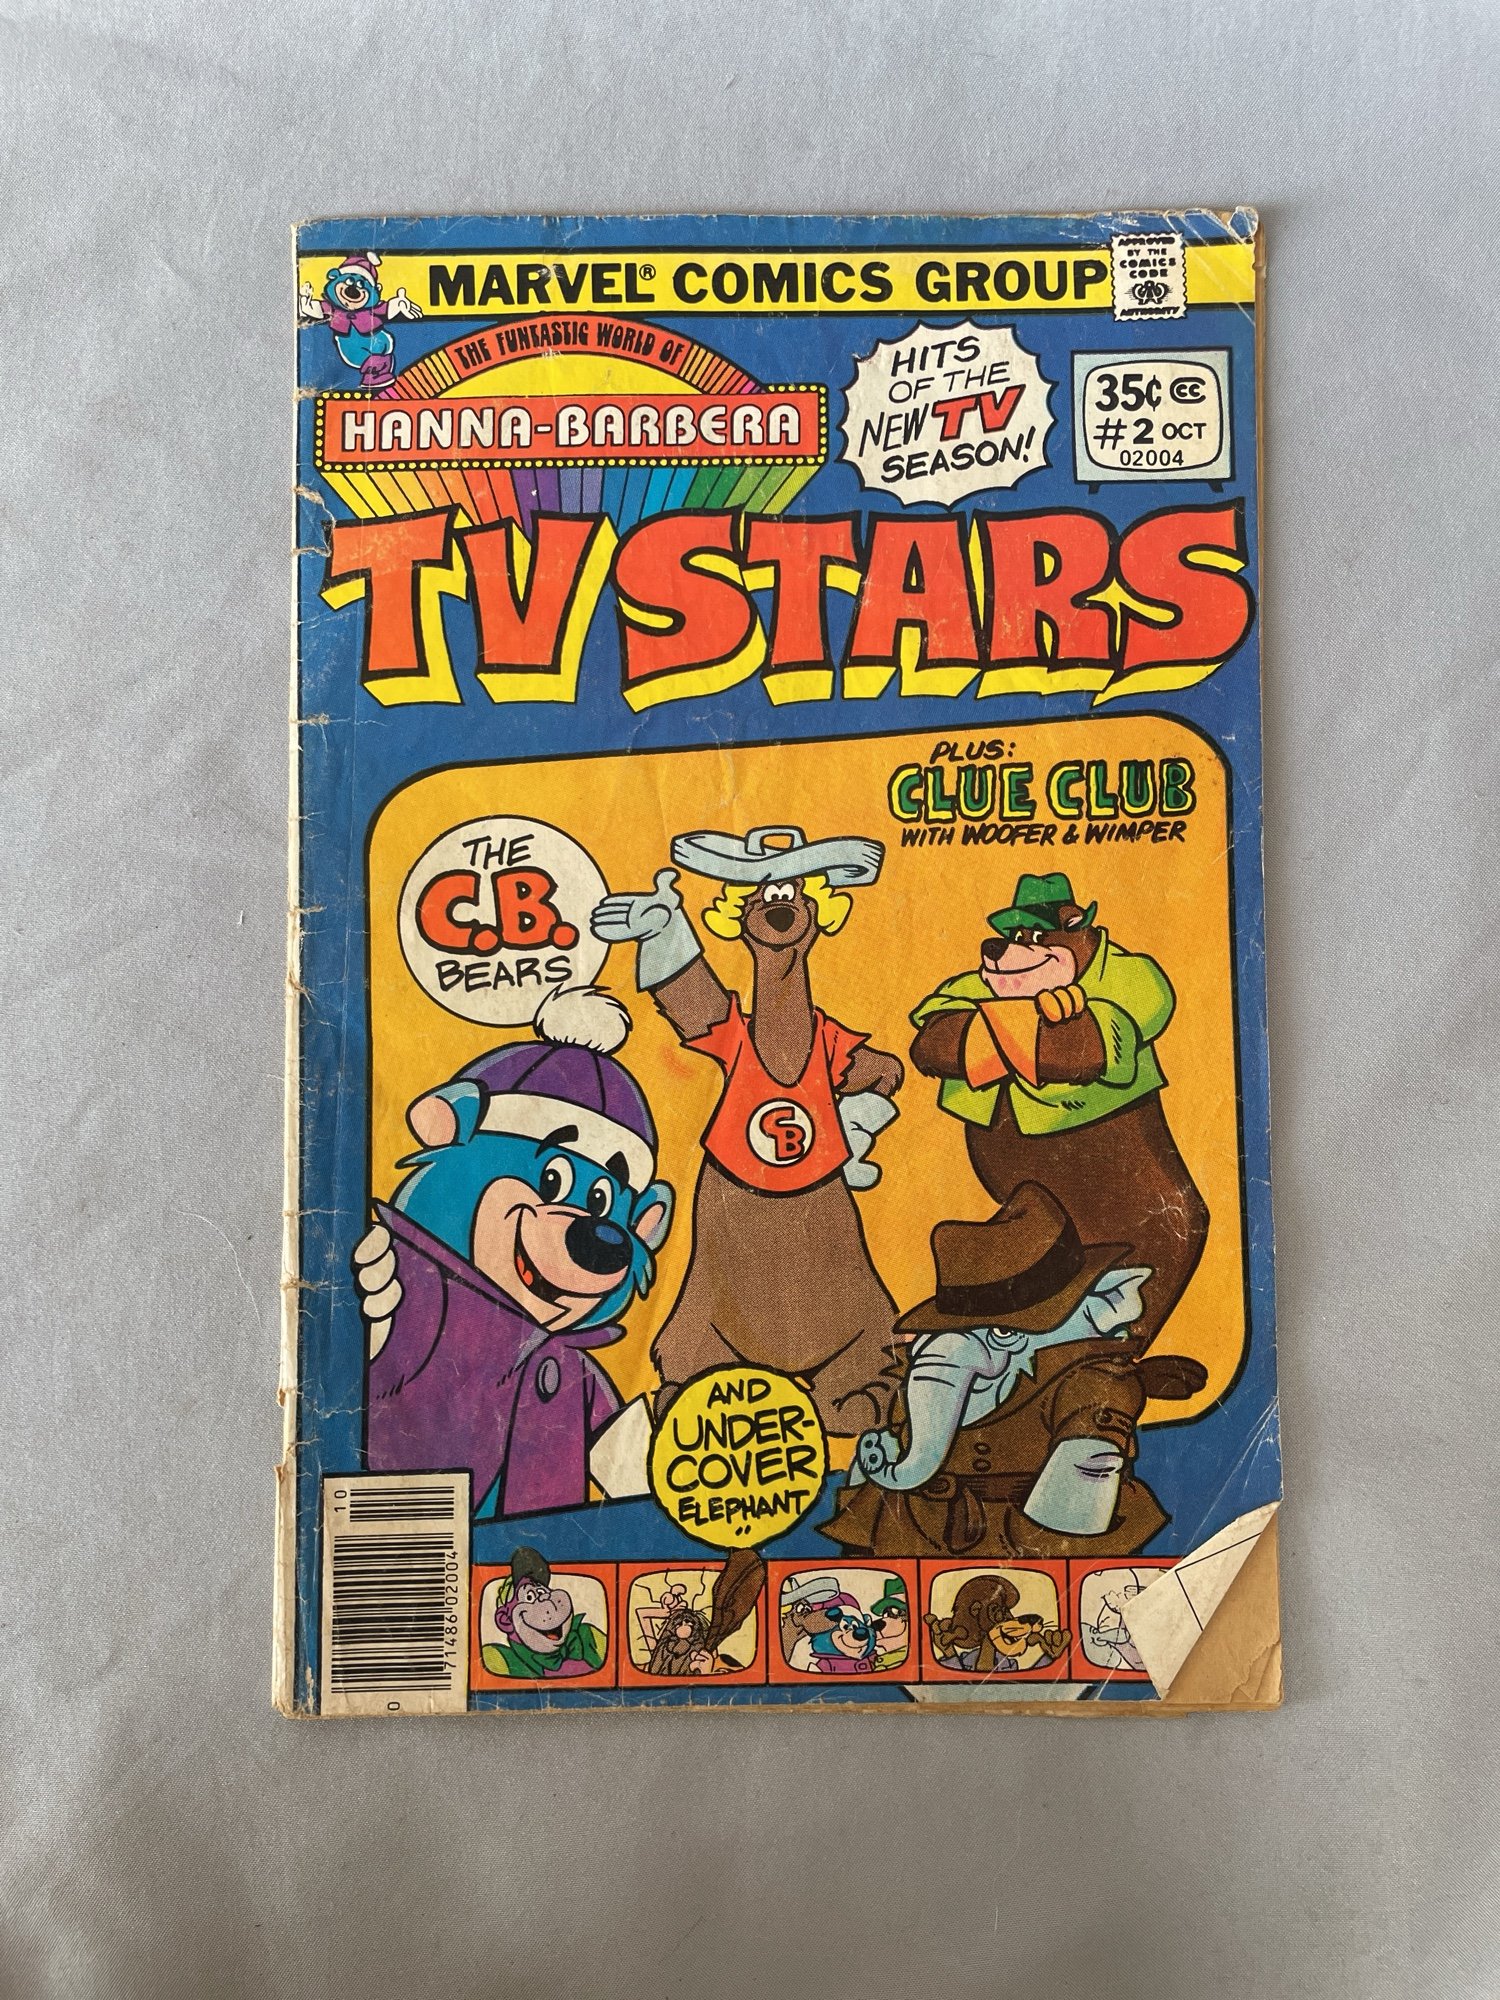 MARVEL® COMICS GROUP
APPROVED
BY THE
COMICS
CODE
AUTHORITY
THE FUNTASTIC WORLD OF
HANNA-BARBERA
HITS
OF THE
NEW TV
SEASON!
35¢ CC
#2 OCT
02004
TV STARS
PLUS:
CLUE CLUB
WITH WOOFER & WIMPER
THE
C.B.
BEARS
CB
AND
UNDER-
COVER
ELEPHANT
"
10
71486 02004
0